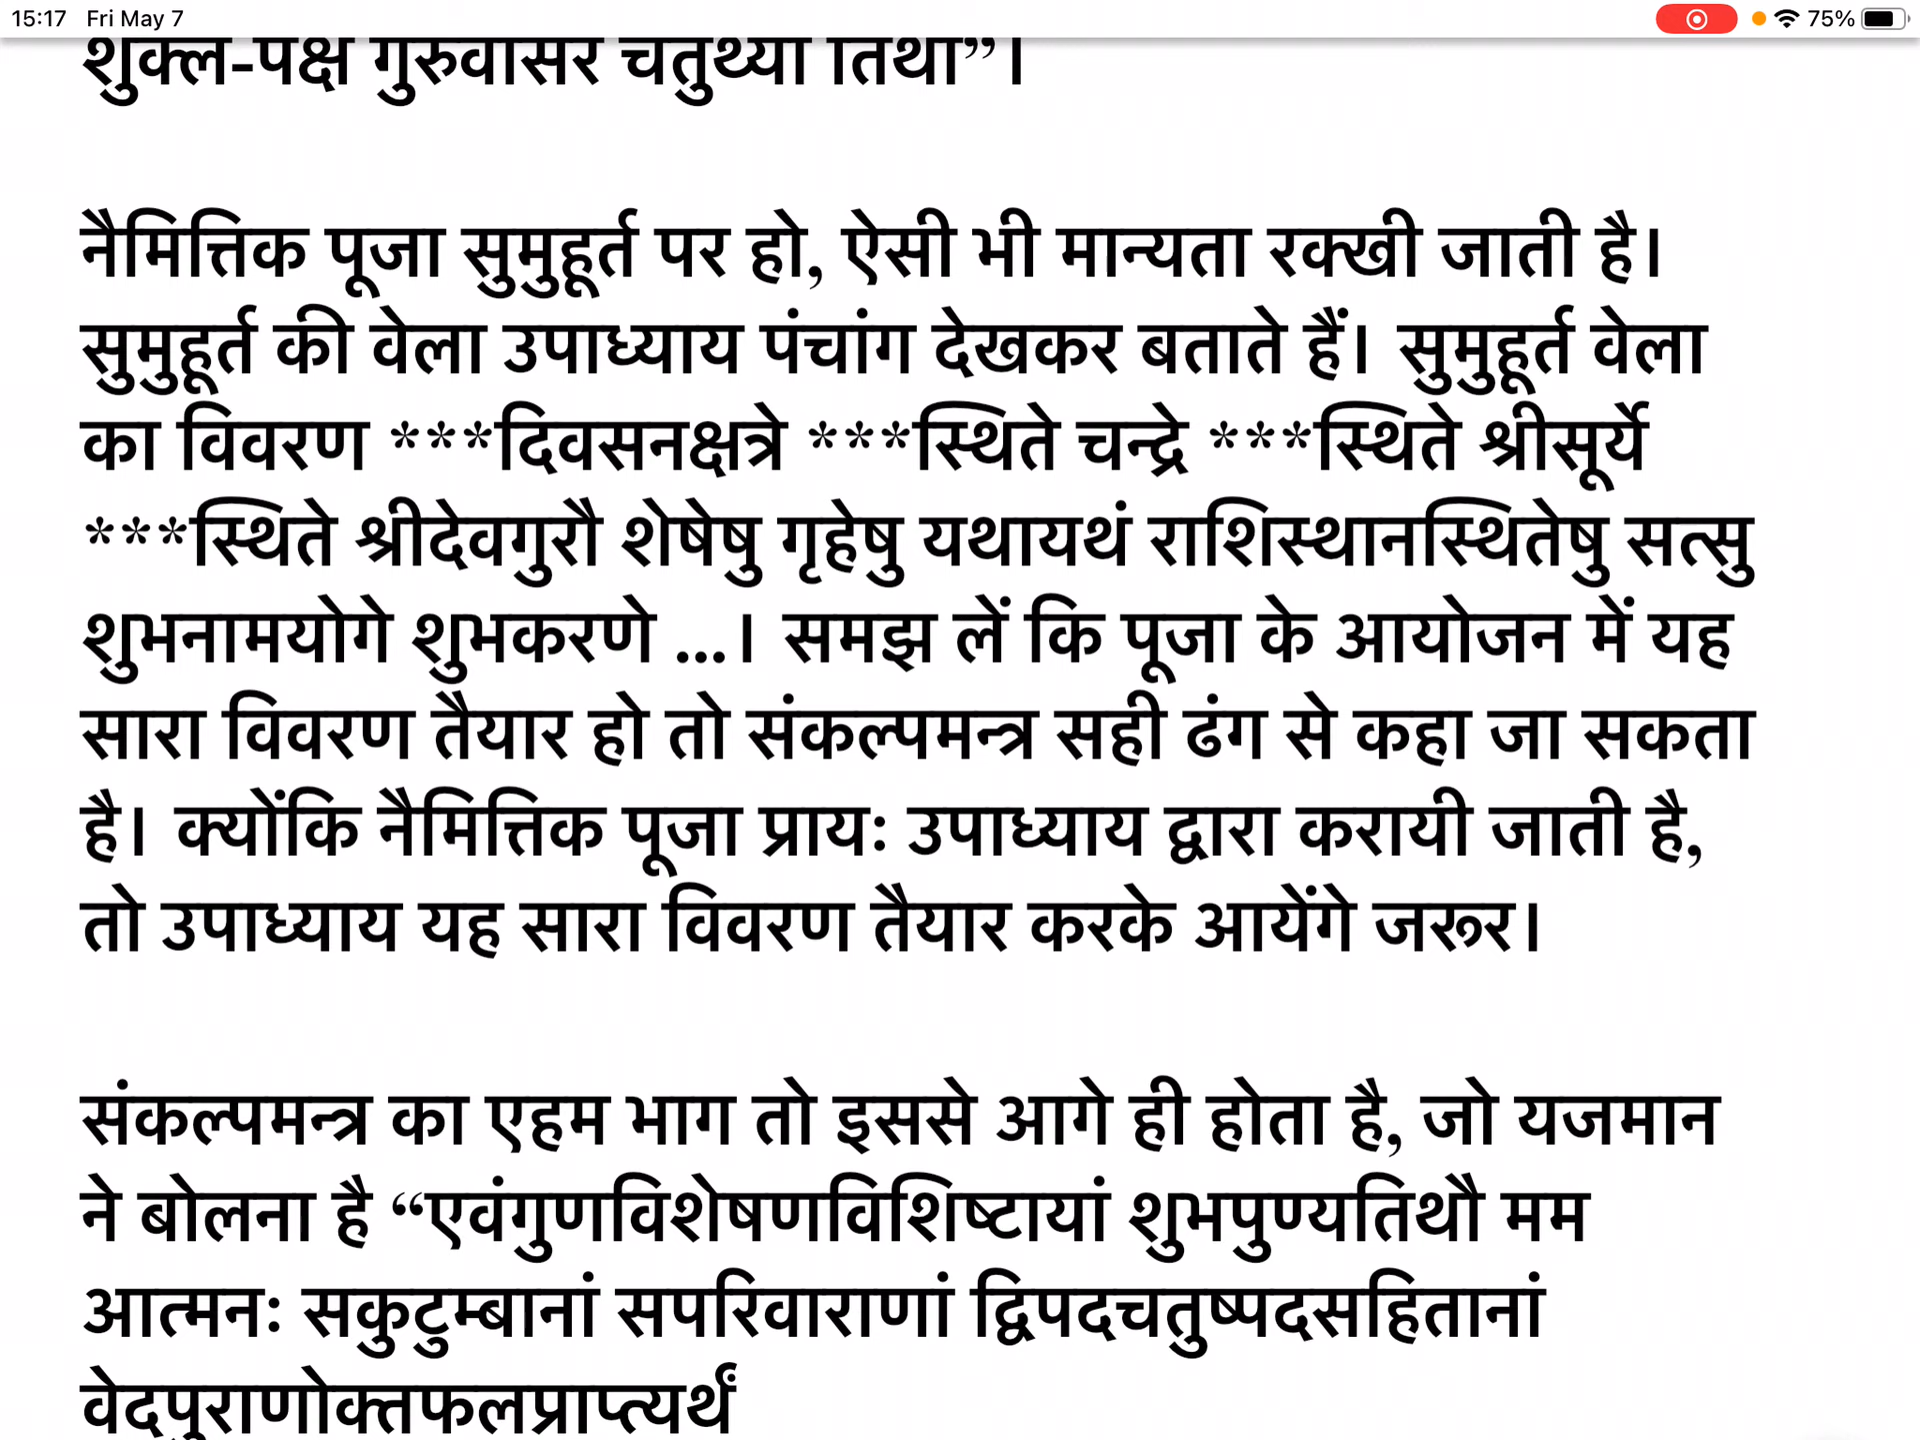 15:17 Fri May 7 75%
शुक्ल-पक्षे गुरुवासरे चतुर्थ्यां तिथौ”।
नैमित्तिक पूजा सुमुहूर्त पर हो, ऐसी भी मान्यता रक्खी जाती है।
सुमुहूर्त की वेला उपाध्याय पंचांग देखकर बताते हैं। सुमुहूर्त वेला
का विवरण ***दिवसनक्षत्रे ***स्थिते चन्द्रे ***स्थिते श्रीसूर्ये
***स्थिते श्रीदेवगुरौ शेषेषु गृहेषु यथायथं राशिस्थानस्थितेषु सत्सु
शुभनामयोगे शुभकरणे ...। समझ लें कि पूजा के आयोजन में यह
सारा विवरण तैयार हो तो संकल्पमन्त्र सही ढंग से कहा जा सकता
है। क्योंकि नैमित्तिक पूजा प्रायः उपाध्याय द्वारा करायी जाती है,
तो उपाध्याय यह सारा विवरण तैयार करके आयेंगे जरूर।
संकल्पमन्त्र का एहम भाग तो इससे आगे ही होता है, जो यजमान
ने बोलना है “एवंगुणविशेषणविशिष्टायां शुभपुण्यतिथौ मम
आत्मनः सकुटुम्बानां सपरिवाराणां द्विपदचतुष्पदसहितानां
वेदपुराणोक्तफलप्राप्त्यर्थं